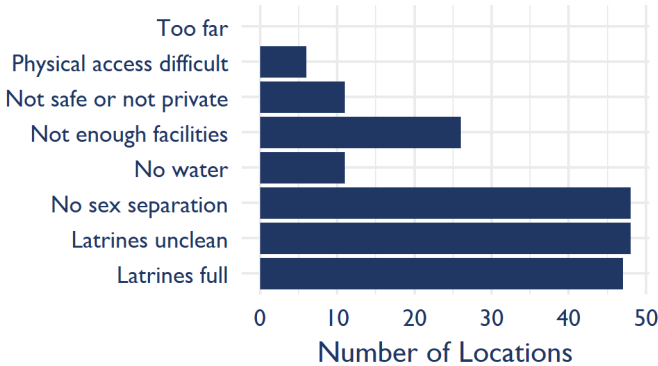 Too far
Physical access difficult
Not safe or not private
Not enough facilities
No water
No sex separation
Latrines unclean
Latrines full
0 10 20 30 40 50
Number of Locations